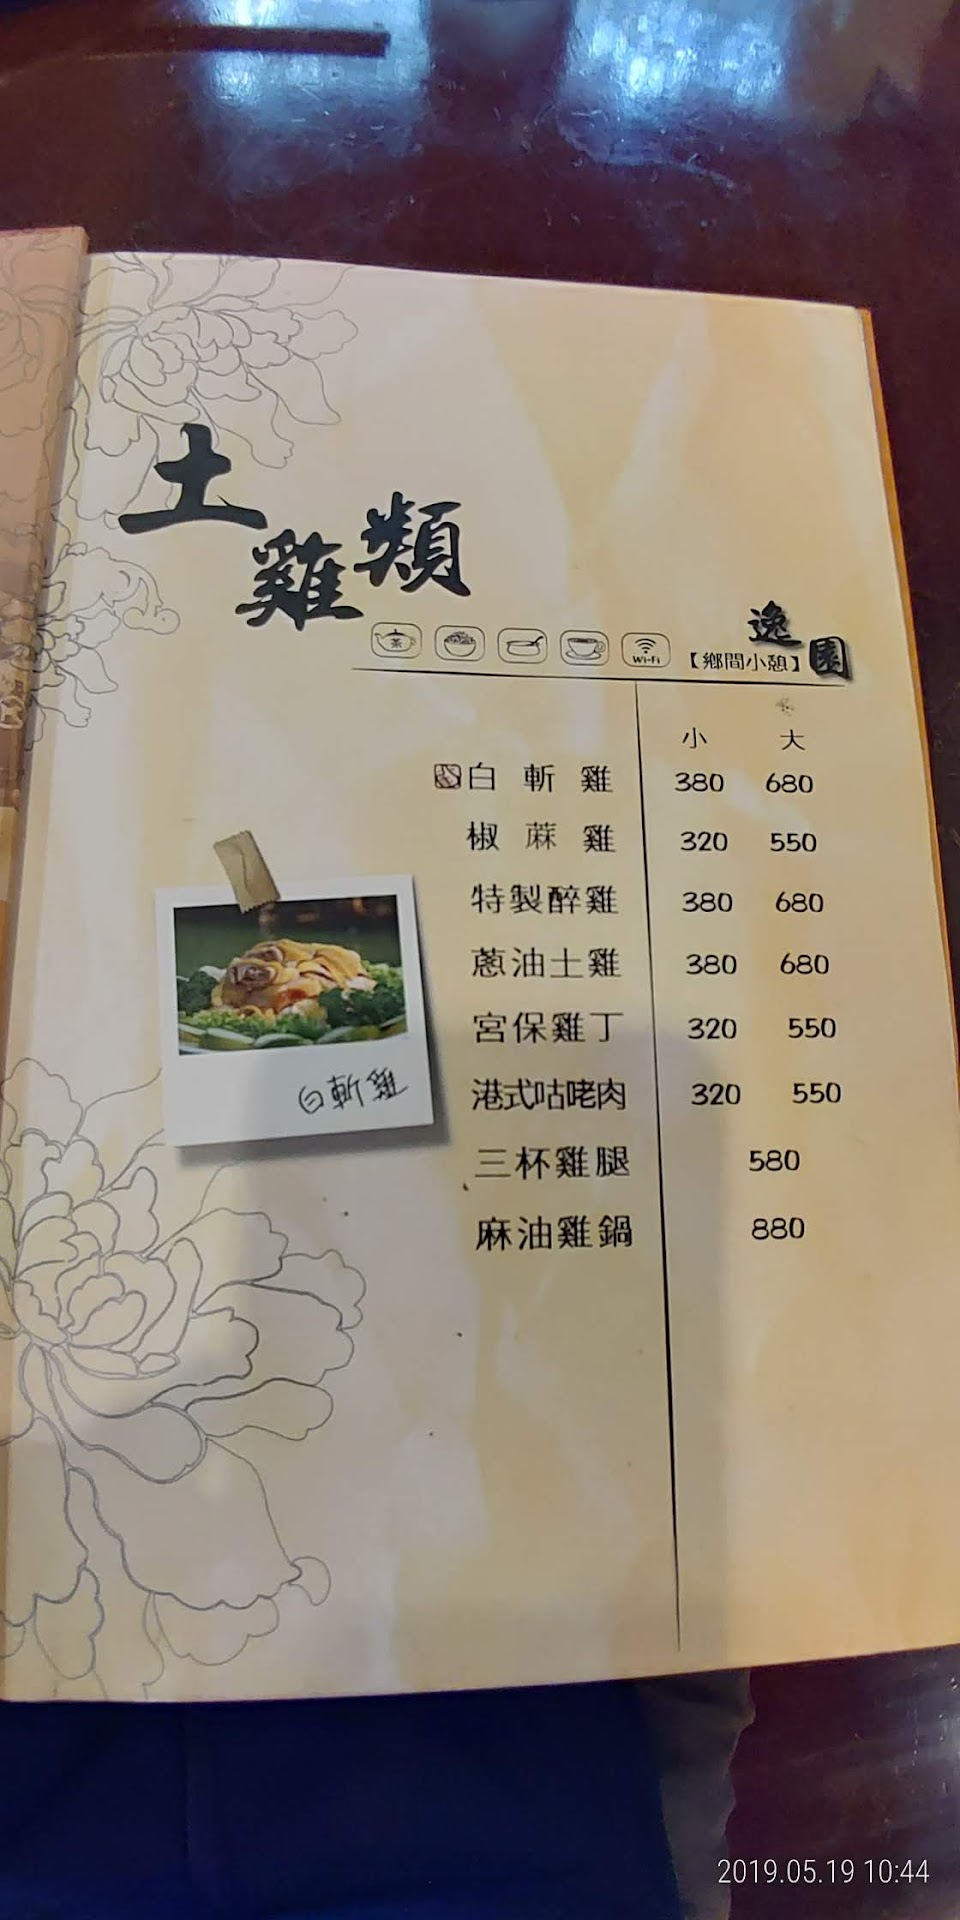 土雞類
茶 Wi-Fi 【鄉間小憩】 逸園
小 大
白斬雞 380 680
椒蔴雞 320 550
特製醉雞 380 680
蔥油土雞 380 680
宮保雞丁 320 550
港式咕咾肉 320 550
三杯雞腿 580
麻油雞鍋 880
白斬雞
2019.05.19 10:44